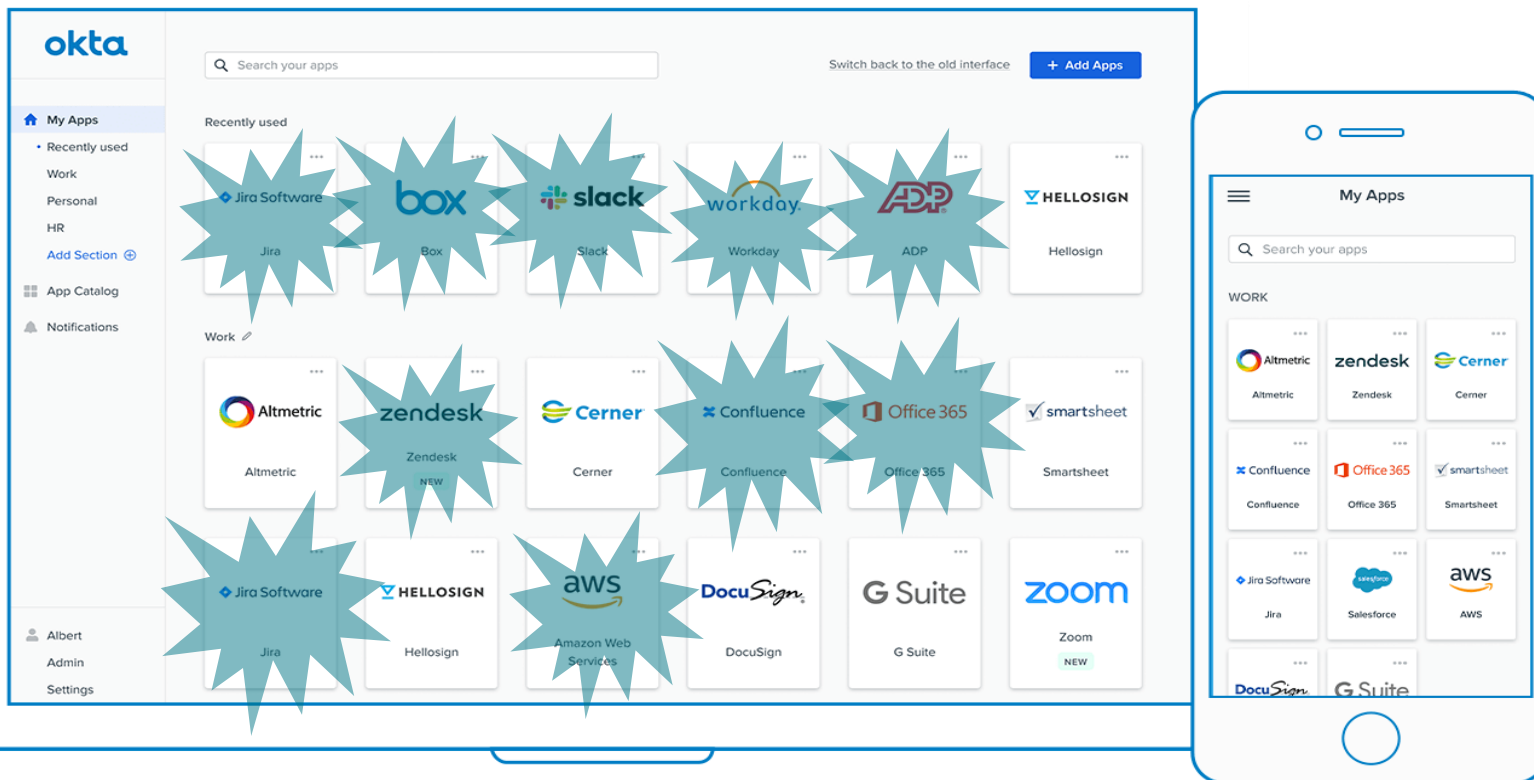 okta
Search your apps
Switch back to the old interface
+ Add Apps
My Apps
• Recently used
Work
Personal
HR
Add Section
App Catalog
Notifications
Albert
Admin
Settings
Recently used
Jira Software
box
slack
workday.
ADP
HELLOSIGN
Jira
Box
Slack
Workday
ADP
Hellosign
Work
Altmetric
zendesk
Cerner
Confluence
Office 365
smartsheet
Altmetric
Zendesk
NEW
Cerner
Confluence
Office 365
Smartsheet
Jira Software
HELLOSIGN
aws
DocuSign
G Suite
zoom
Jira
Hellosign
Amazon Web
Services
DocuSign
G Suite
Zoom
NEW
My Apps
Search your apps
WORK
Altmetric
zendesk
Cerner
Altmetric
Zendesk
Cerner
Confluence
Office 365
smartsheet
Confluence
Office 365
Smartsheet
Jira Software
salesforce
aws
Jira
Salesforce
AWS
DocuSign
G Suite